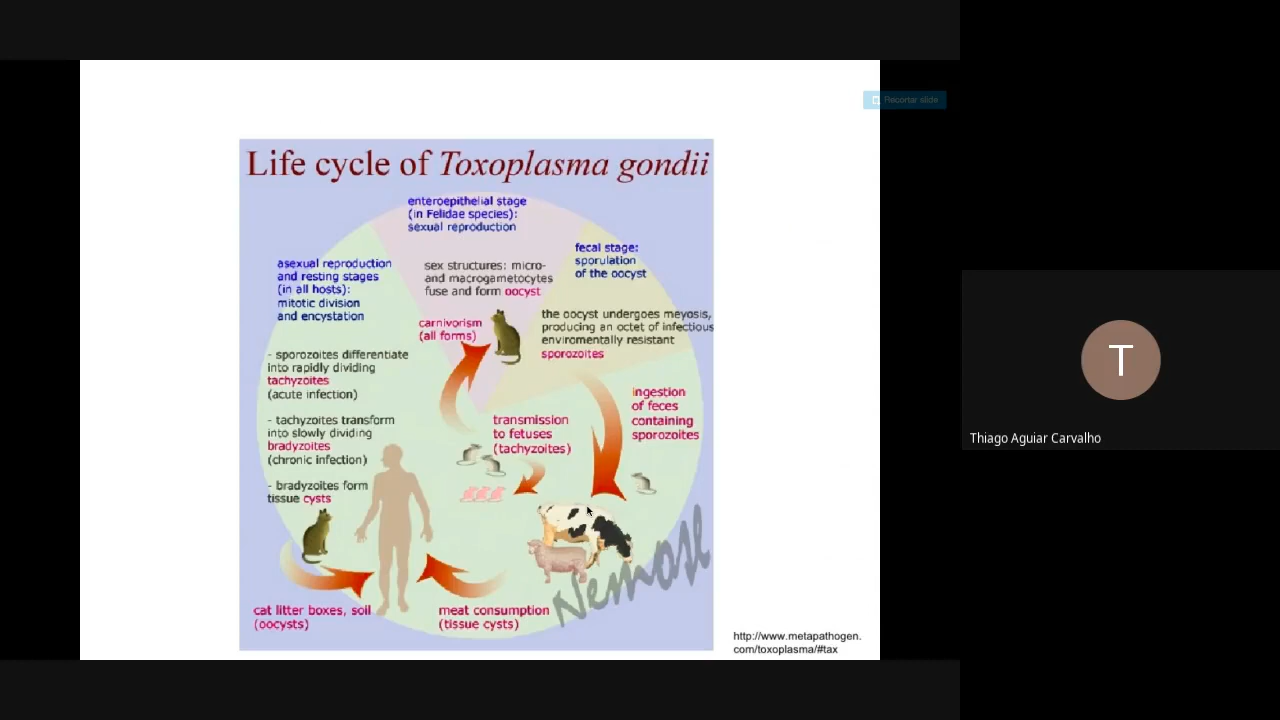 Recortar slide
Life cycle of Toxoplasma gondii
enteroepithelial stage
(in Felidae species):
sexual reproduction
fecal stage:
sporulation
of the oocyst
asexual reproduction
and resting stages
(in all hosts):
mitotic division
and encystation
sex structures: micro-
and macrogametocytes
fuse and form oocyst
carnivorism
(all forms)
the oocyst undergoes meyosis,
producing an octet of infectious
enviromentally resistant
sporozoites
- sporozoites differentiate
into rapidly dividing
tachyzoites
(acute infection)
- tachyzoites transform
into slowly dividing
bradyzoites
(chronic infection)
- bradyzoites form
tissue cysts
transmission
to fetuses
(tachyzoites)
ingestion
of feces
containing
sporozoites
cat litter boxes, soil
(oocysts)
meat consumption
(tissue cysts)
http://www.metapathogen.
com/toxoplasma/#tax
T
Thiago Aguiar Carvalho